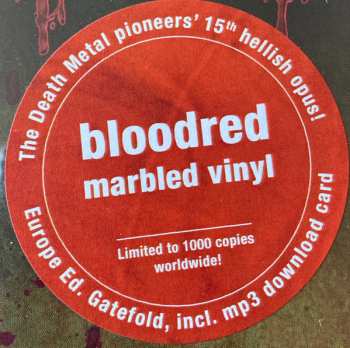 The Death Metal pioneers' 15th hellish opus!
bloodred
marbled vinyl
Limited to 1000 copies
worldwide!
Europe Ed. Gatefold, incl. mp3 download card